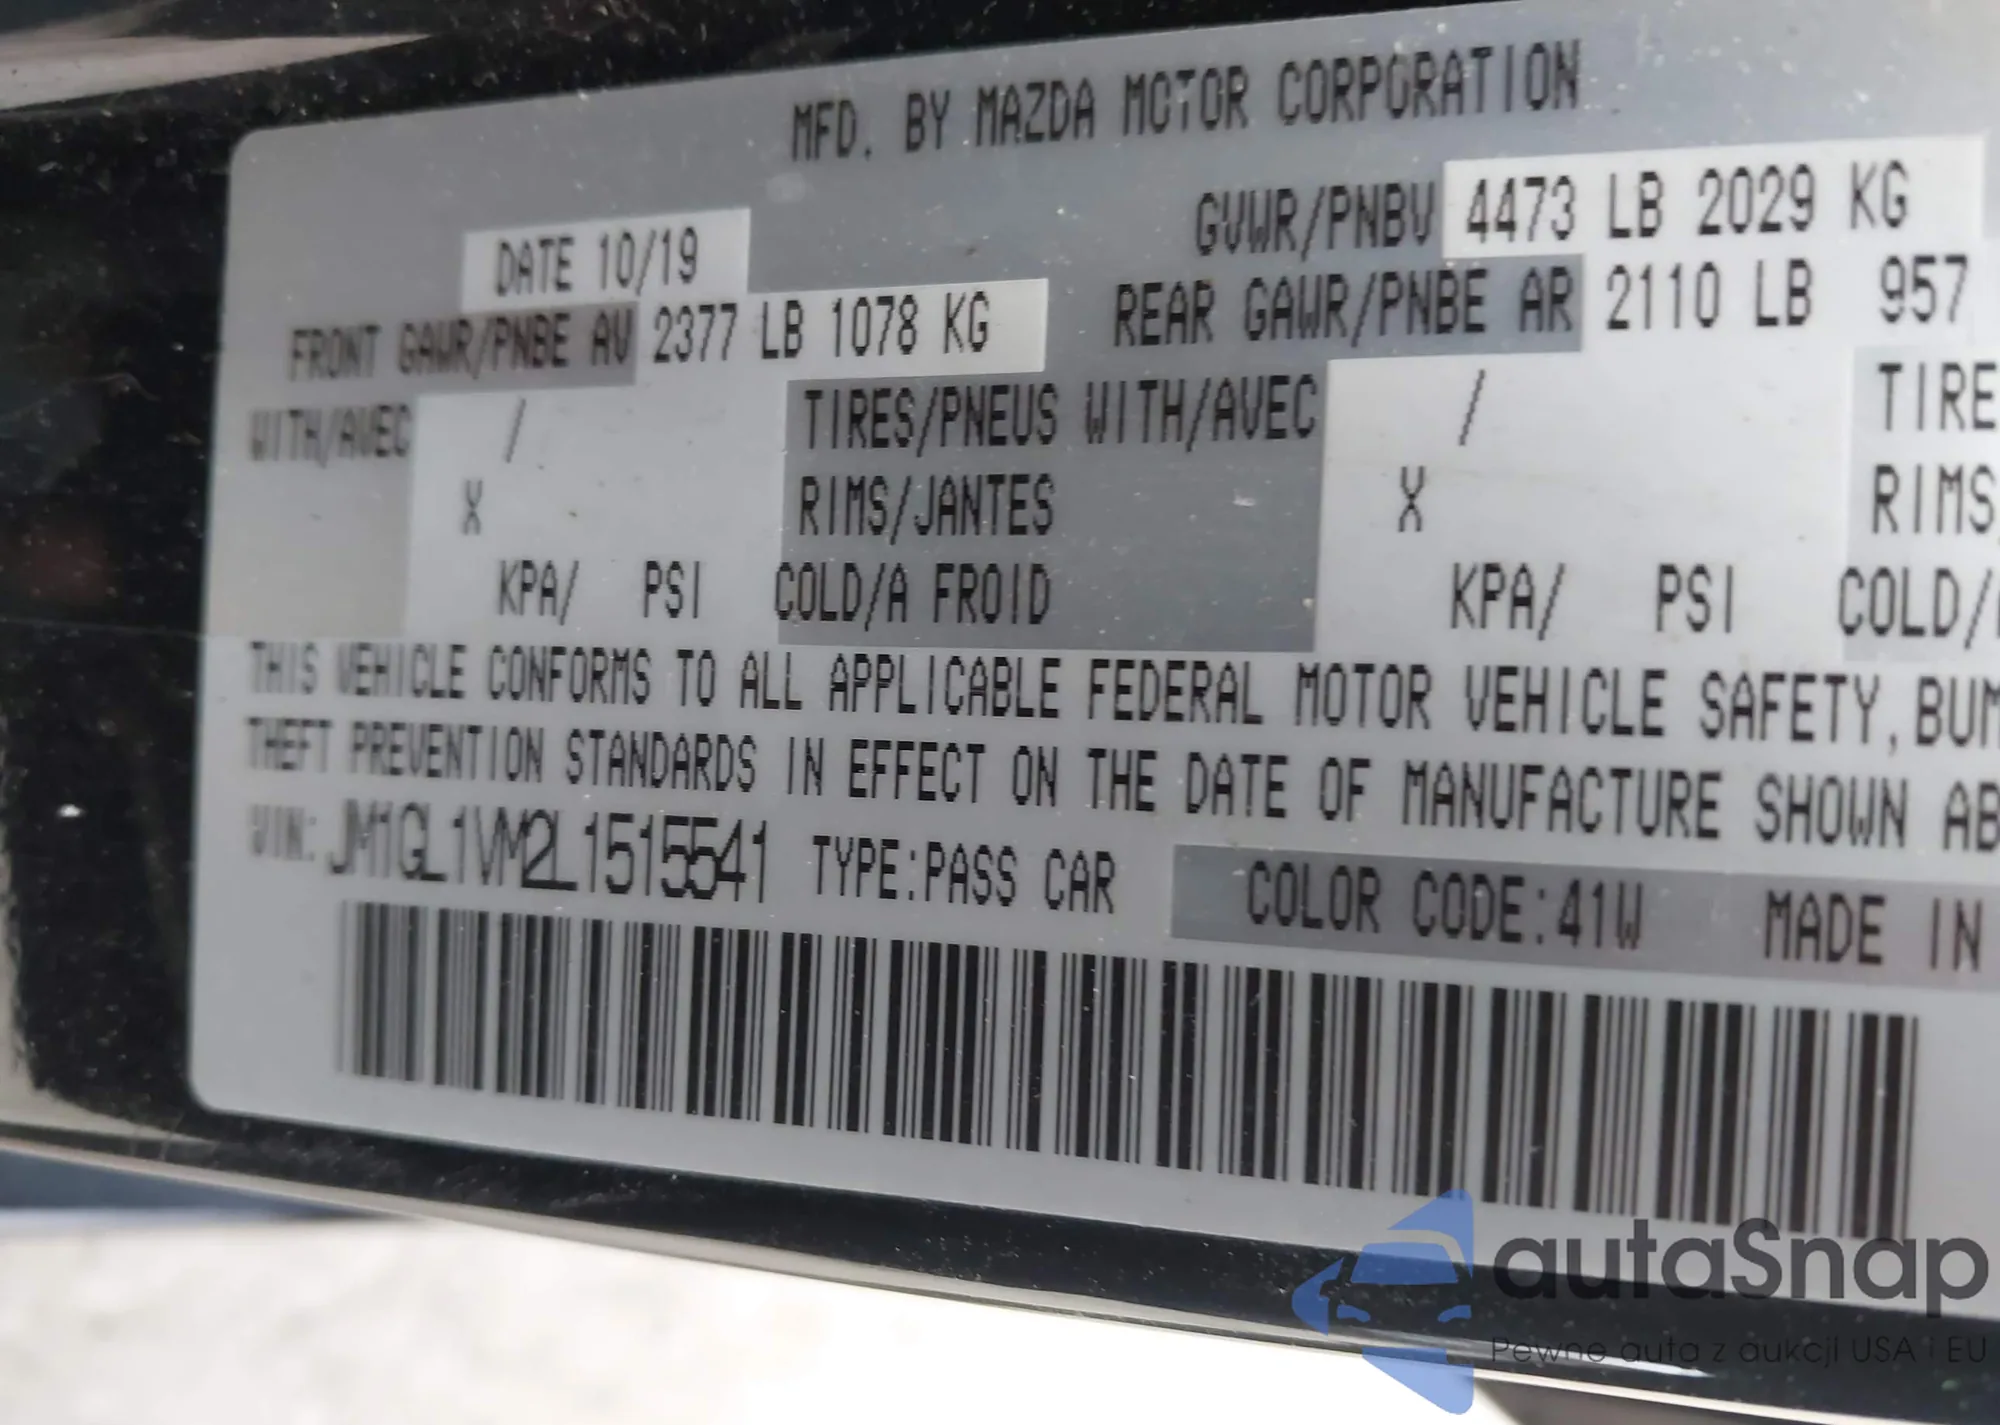 MFD. BY MAZDA MOTOR CORPORATION
DATE 10/19 GVWR/PNBV 4473 LB 2029 KG
FRONT GAWR/PNBE AV 2377 LB 1078 KG REAR GAWR/PNBE AR 2110 LB 957
WITH/AVEC / TIRES/PNEUS WITH/AVEC / TIRE
X RIMS/JANTES X RIMS/
KPA/ PSI COLD/A FROID KPA/ PSI COLD/
THIS VEHICLE CONFORMS TO ALL APPLICABLE FEDERAL MOTOR VEHICLE SAFETY, BUM
THEFT PREVENTION STANDARDS IN EFFECT ON THE DATE OF MANUFACTURE SHOWN AB
VIN: JM1GL1VM2L1515541 TYPE:PASS CAR COLOR CODE:41W MADE IN
autaSnap
Pewne auta z aukcji USA i EU